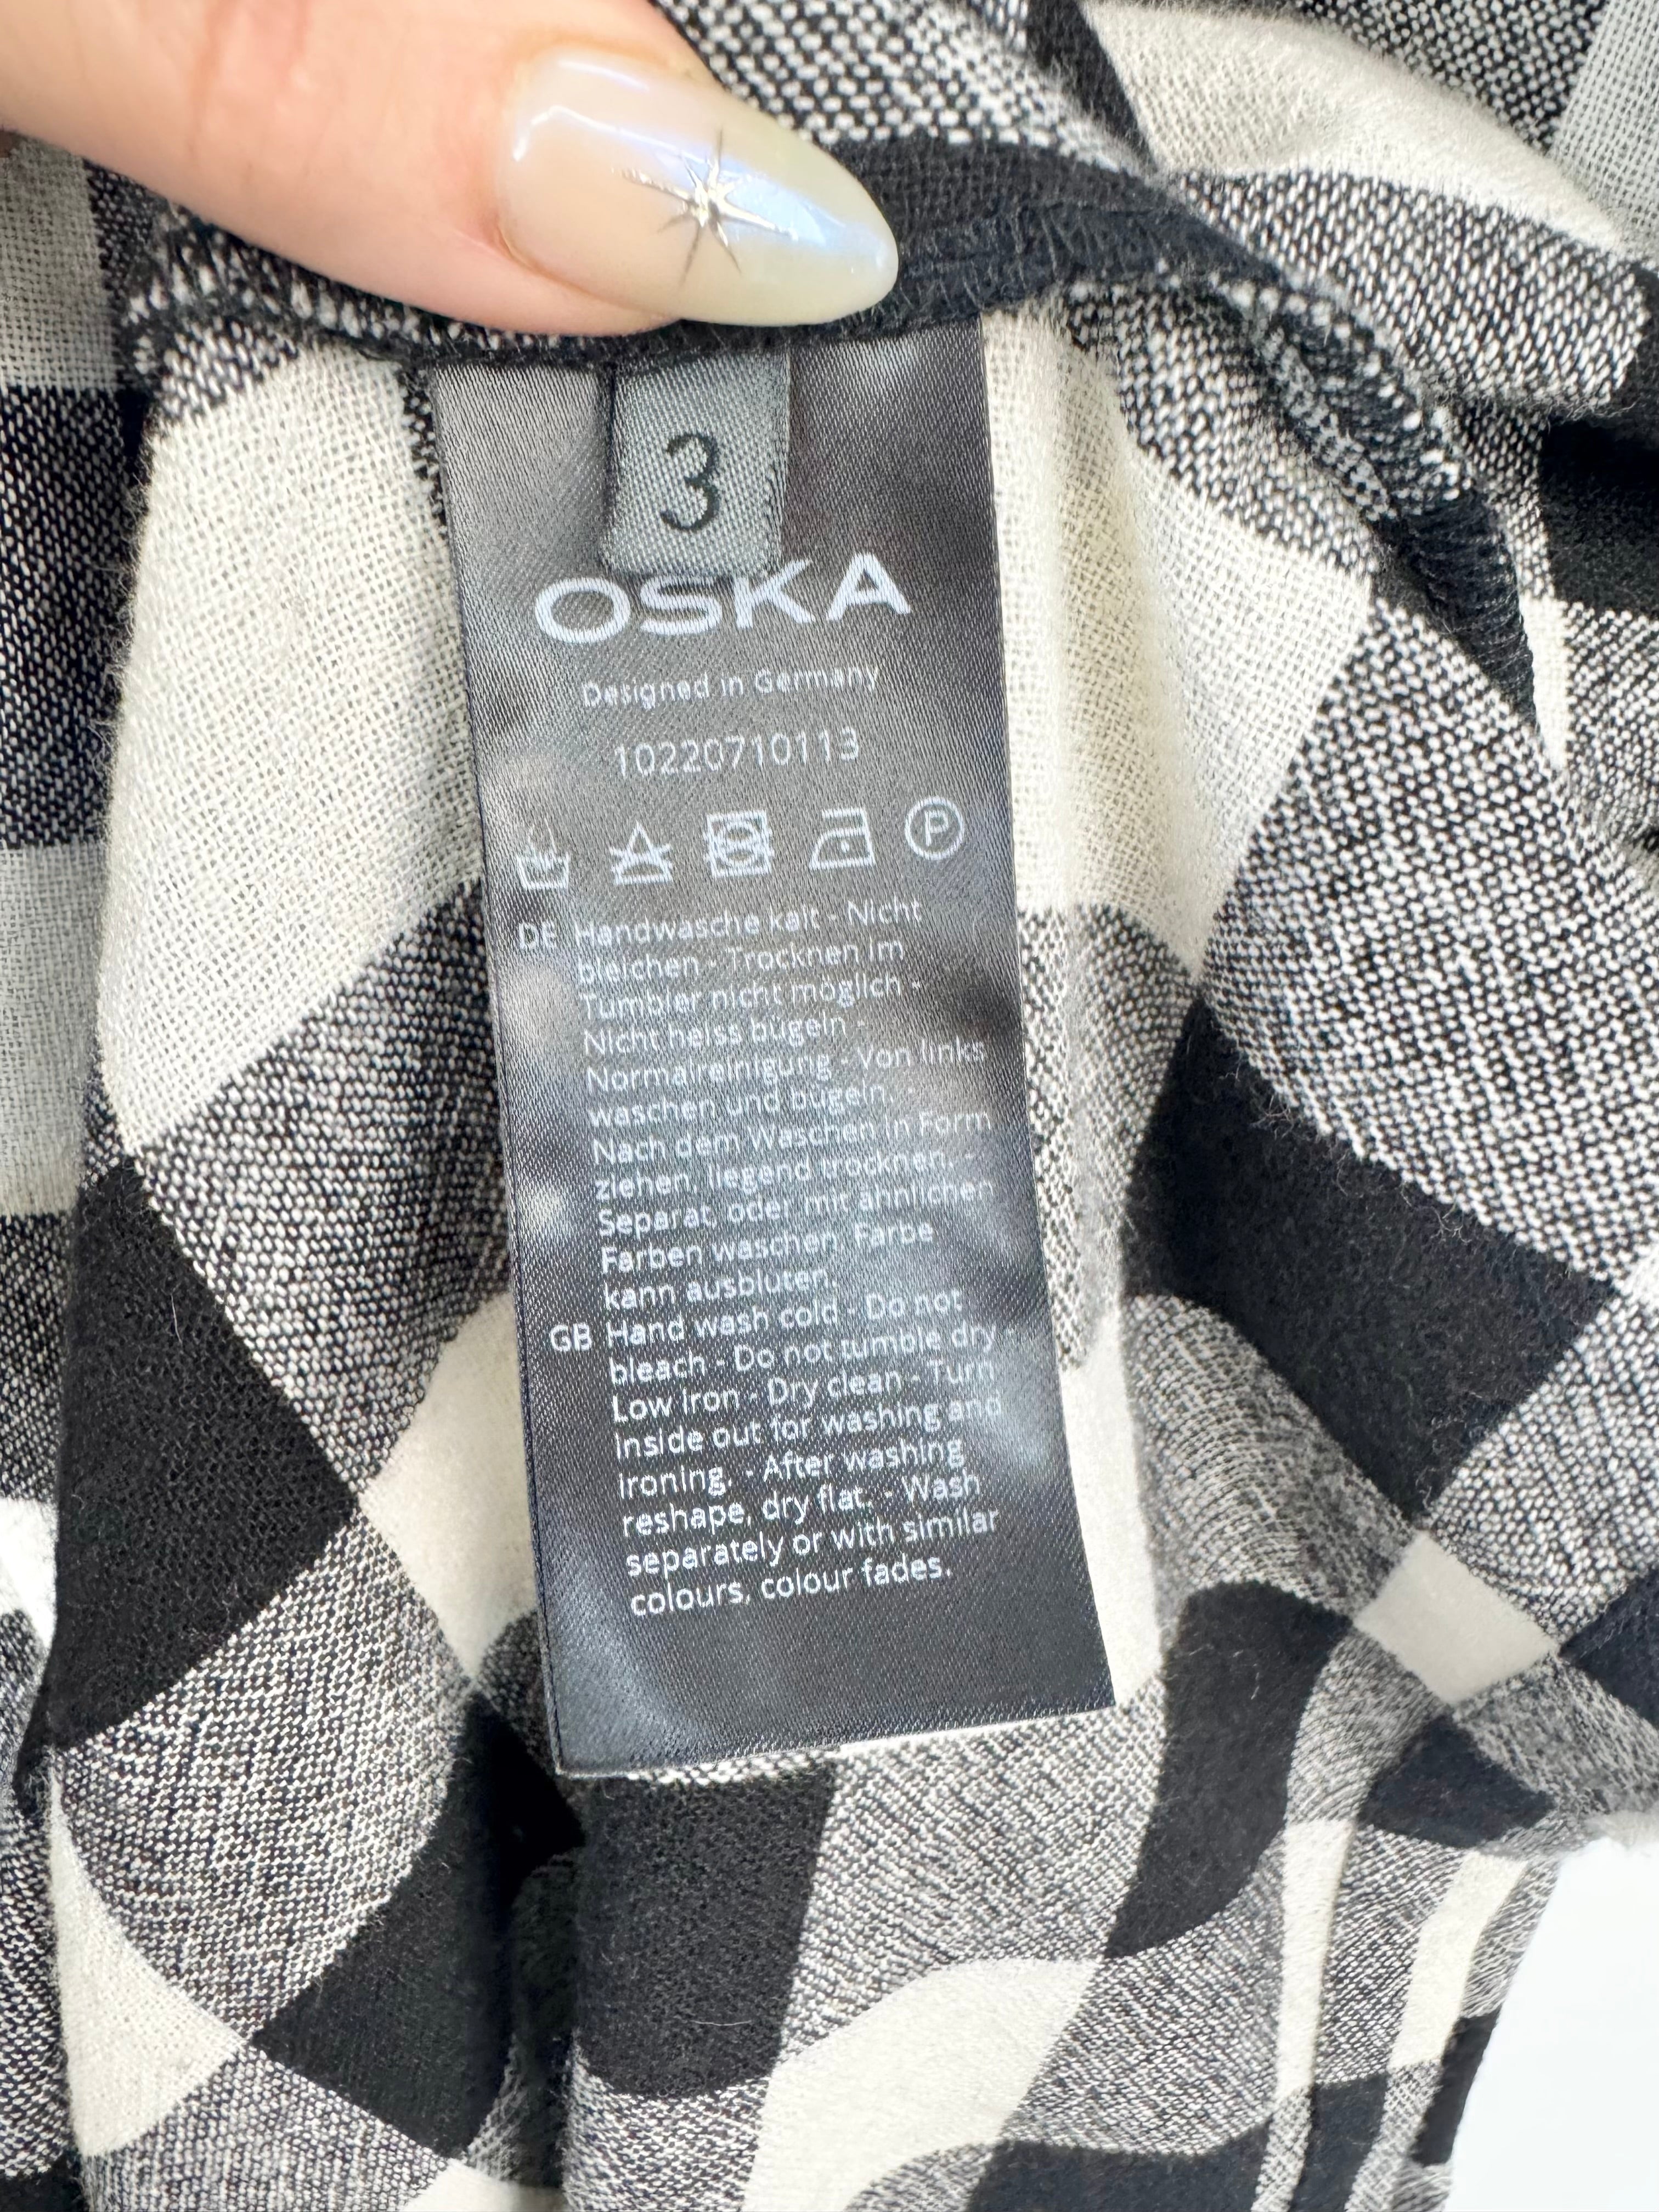 3
OSKA
Designed in Germany
10220710113
P
DE Handwäsche kalt - Nicht
bleichen - Trocknen im
Tumbler nicht möglich -
Nicht heiss bügeln -
Normalreinigung - Von links
waschen und bügeln. -
Nach dem Waschen in Form
ziehen, liegend trocknen. -
Separat, oder mit ähnlichen
Farben waschen, Farbe
kann ausbluten.
GB Hand wash cold - Do not
bleach - Do not tumble dry -
Low iron - Dry clean - Turn
inside out for washing and
ironing. - After washing
reshape, dry flat. - Wash
separately or with similar
colours, colour fades.